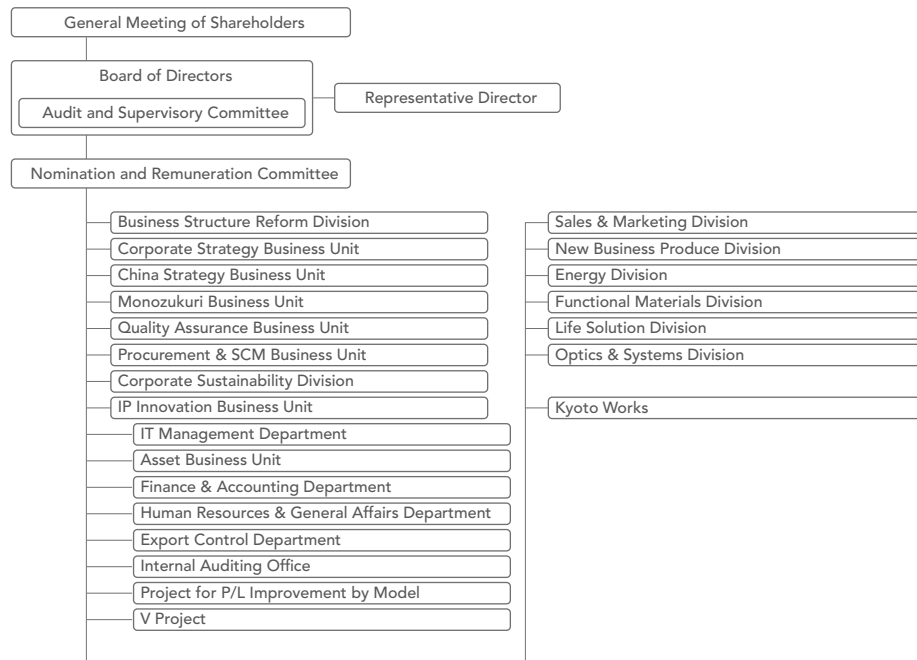 General Meeting of Shareholders
Board of Directors
Audit and Supervisory Committee
Representative Director
Nomination and Remuneration Committee
Business Structure Reform Division
Corporate Strategy Business Unit
China Strategy Business Unit
Monozukuri Business Unit
Quality Assurance Business Unit
Procurement & SCM Business Unit
Corporate Sustainability Division
IP Innovation Business Unit
IT Management Department
Asset Business Unit
Finance & Accounting Department
Human Resources & General Affairs Department
Export Control Department
Internal Auditing Office
Project for P/L Improvement by Model
V Project
Sales & Marketing Division
New Business Produce Division
Energy Division
Functional Materials Division
Life Solution Division
Optics & Systems Division
Kyoto Works